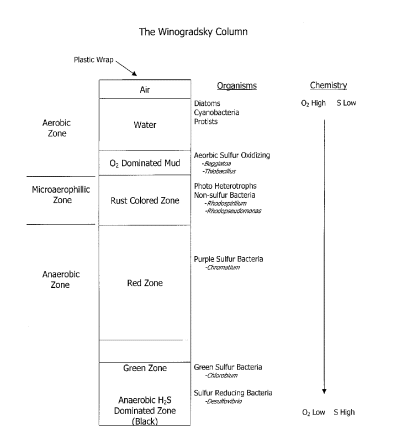 The Winogradsky Column
Plastic Wrap
Air
Organisms
Chemistry
Aerobic
Zone
Water
Diatoms
Cyanobacteria
Protists
O2 High S Low
O2 Dominated Mud
Aeorbic Sulfur Oxidizing
-Beggiatoa
-Thiobacillus
Microaerophillic
Zone
Rust Colored Zone
Photo Heterotrophs
Non-sulfur Bacteria
-Rhodospirillium
-Rhodopseudomonas
Anaerobic
Zone
Red Zone
Purple Sulfur Bacteria
-Chromatium
Green Zone
Green Sulfur Bacteria
-Chlorobium
Anaerobic H2S
Dominated Zone
(Black)
Sulfur Reducing Bacteria
-Desulfovibrio
O2 Low S High